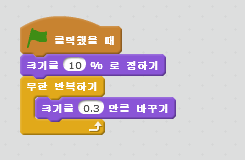 클릭했을 때
크기를 10 % 로 정하기
무한 반복하기
크기를 0.3 만큼 바꾸기